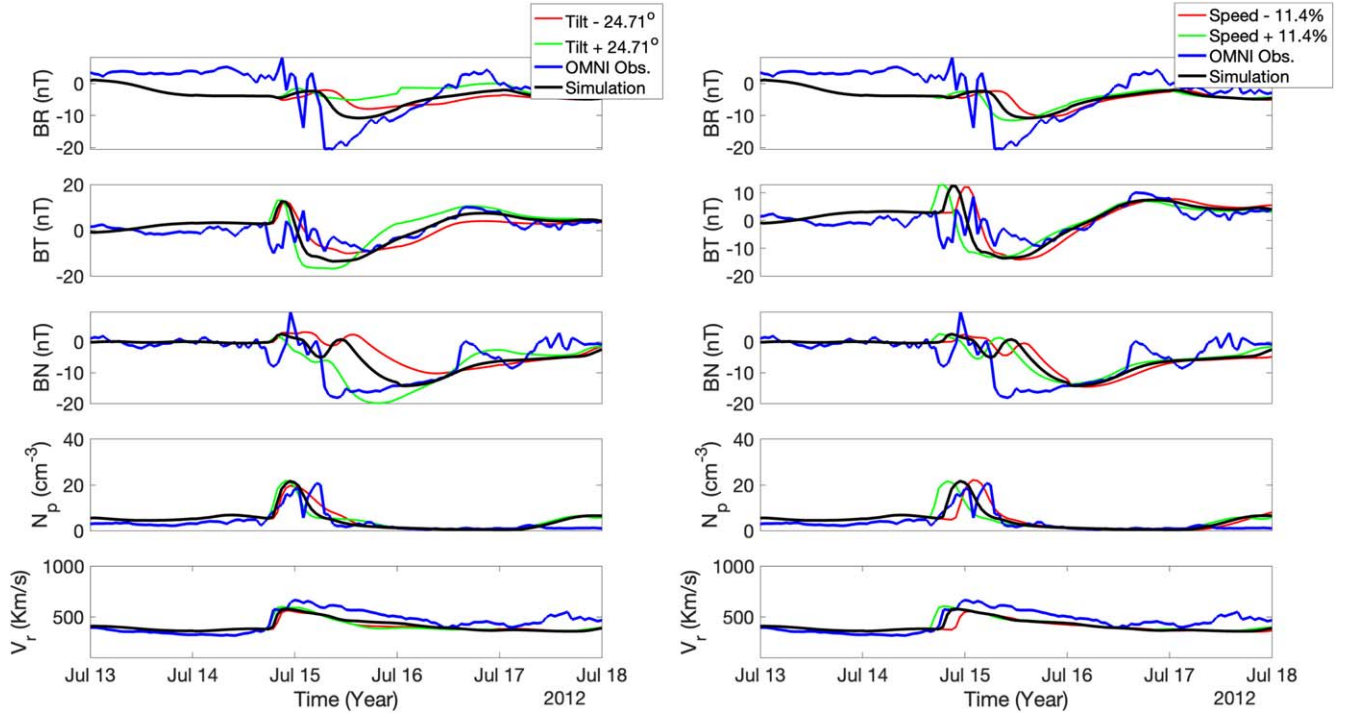 Tilt - 24.71°
Tilt + 24.71°
OMNI Obs.
Simulation
BR (nT)
0
-10
-20
BT (nT)
20
0
-20
BN (nT)
0
-10
-20
Np (cm-3)
40
20
0
Vr (Km/s)
1000
500
Jul 13
Jul 14
Jul 15
Jul 16
Jul 17
Jul 18
Time (Year)
2012
Speed - 11.4%
Speed + 11.4%
OMNI Obs.
Simulation
BR (nT)
0
-10
-20
BT (nT)
10
0
-10
-20
BN (nT)
0
-10
-20
Np (cm-3)
40
20
0
Vr (Km/s)
1000
500
Jul 13
Jul 14
Jul 15
Jul 16
Jul 17
Jul 18
Time (Year)
2012